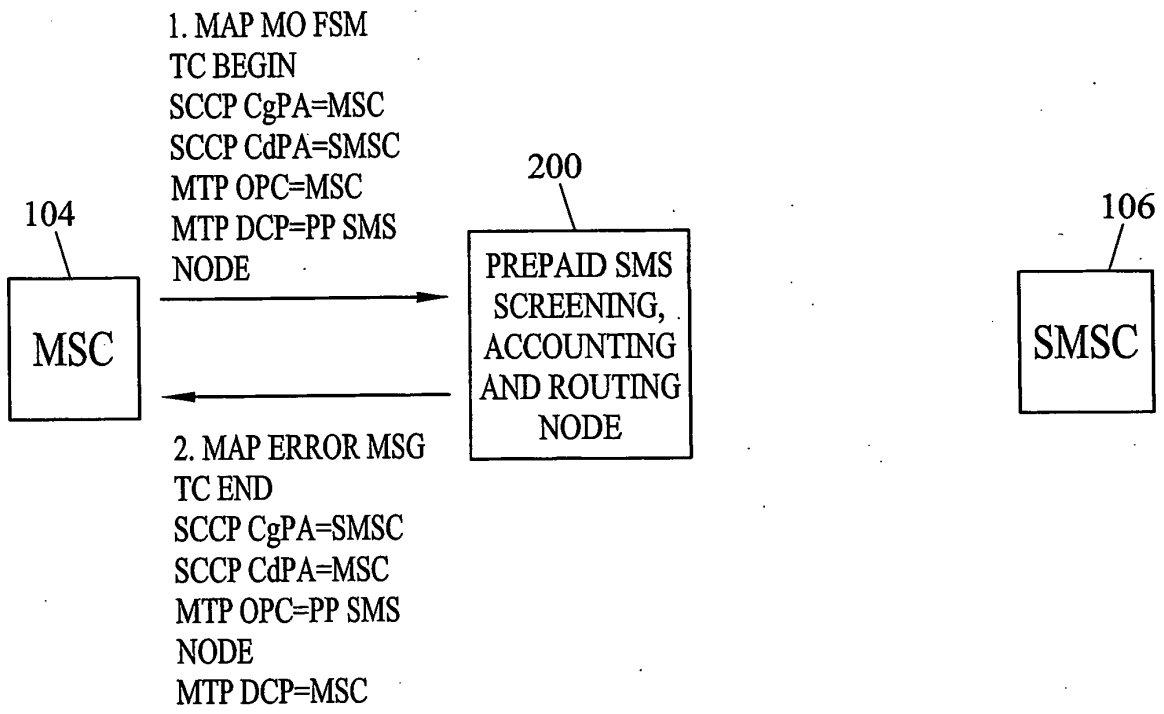 1. MAP MO FSM
TC BEGIN
SCCP CgPA=MSC
SCCP CdPA=SMSC
MTP OPC=MSC
MTP DCP=PP SMS
NODE
104
MSC
200
PREPAID SMS
SCREENING,
ACCOUNTING
AND ROUTING
NODE
106
SMSC
2. MAP ERROR MSG
TC END
SCCP CgPA=SMSC
SCCP CdPA=MSC
MTP OPC=PP SMS
NODE
MTP DCP=MSC